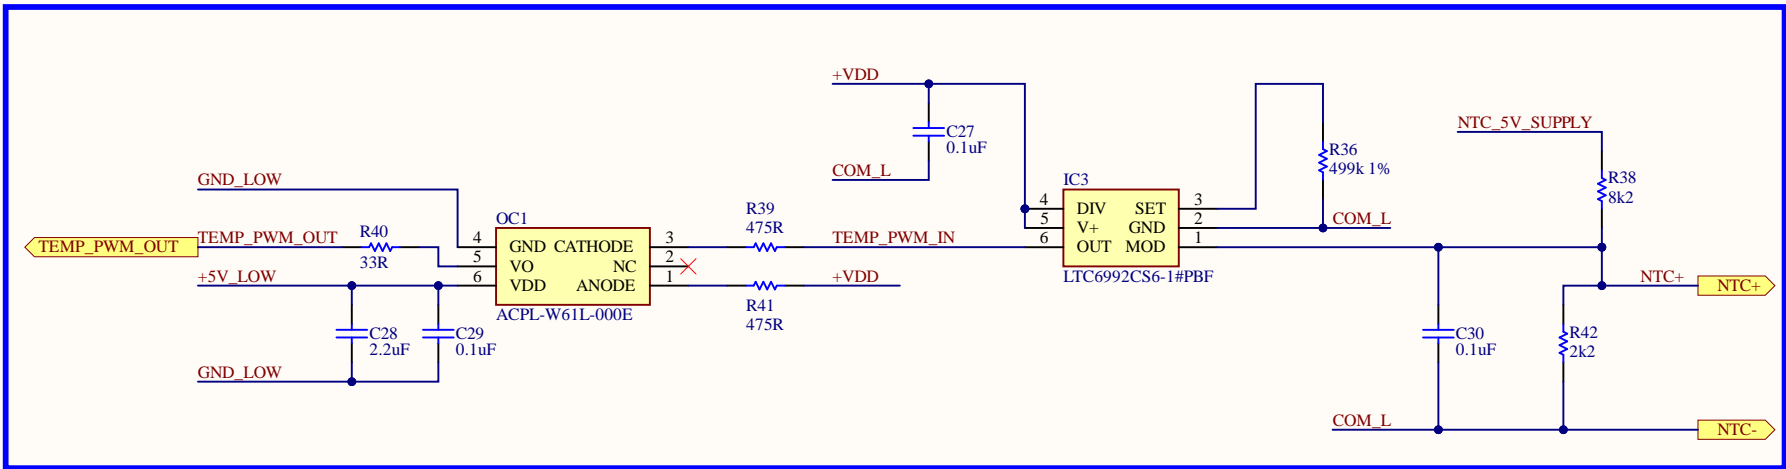 +VDD
C27
0.1uF
COM_L
NTC_5V_SUPPLY
R36
499k 1%
R38
8k2
GND_LOW
OC1
R39
475R
IC3
4 DIV SET 3
5 V+ GND 2
6 OUT MOD 1
LTC6992CS6-1#PBF
COM_L
TEMP_PWM_OUT
TEMP_PWM_OUT
R40
33R
4 GND CATHODE 3
5 VO NC 2
6 VDD ANODE 1
ACPL-W61L-000E
TEMP_PWM_IN
+5V_LOW
+VDD
R41
475R
NTC+
NTC+
C28
2.2uF
C29
0.1uF
C30
0.1uF
R42
2k2
GND_LOW
COM_L
NTC-